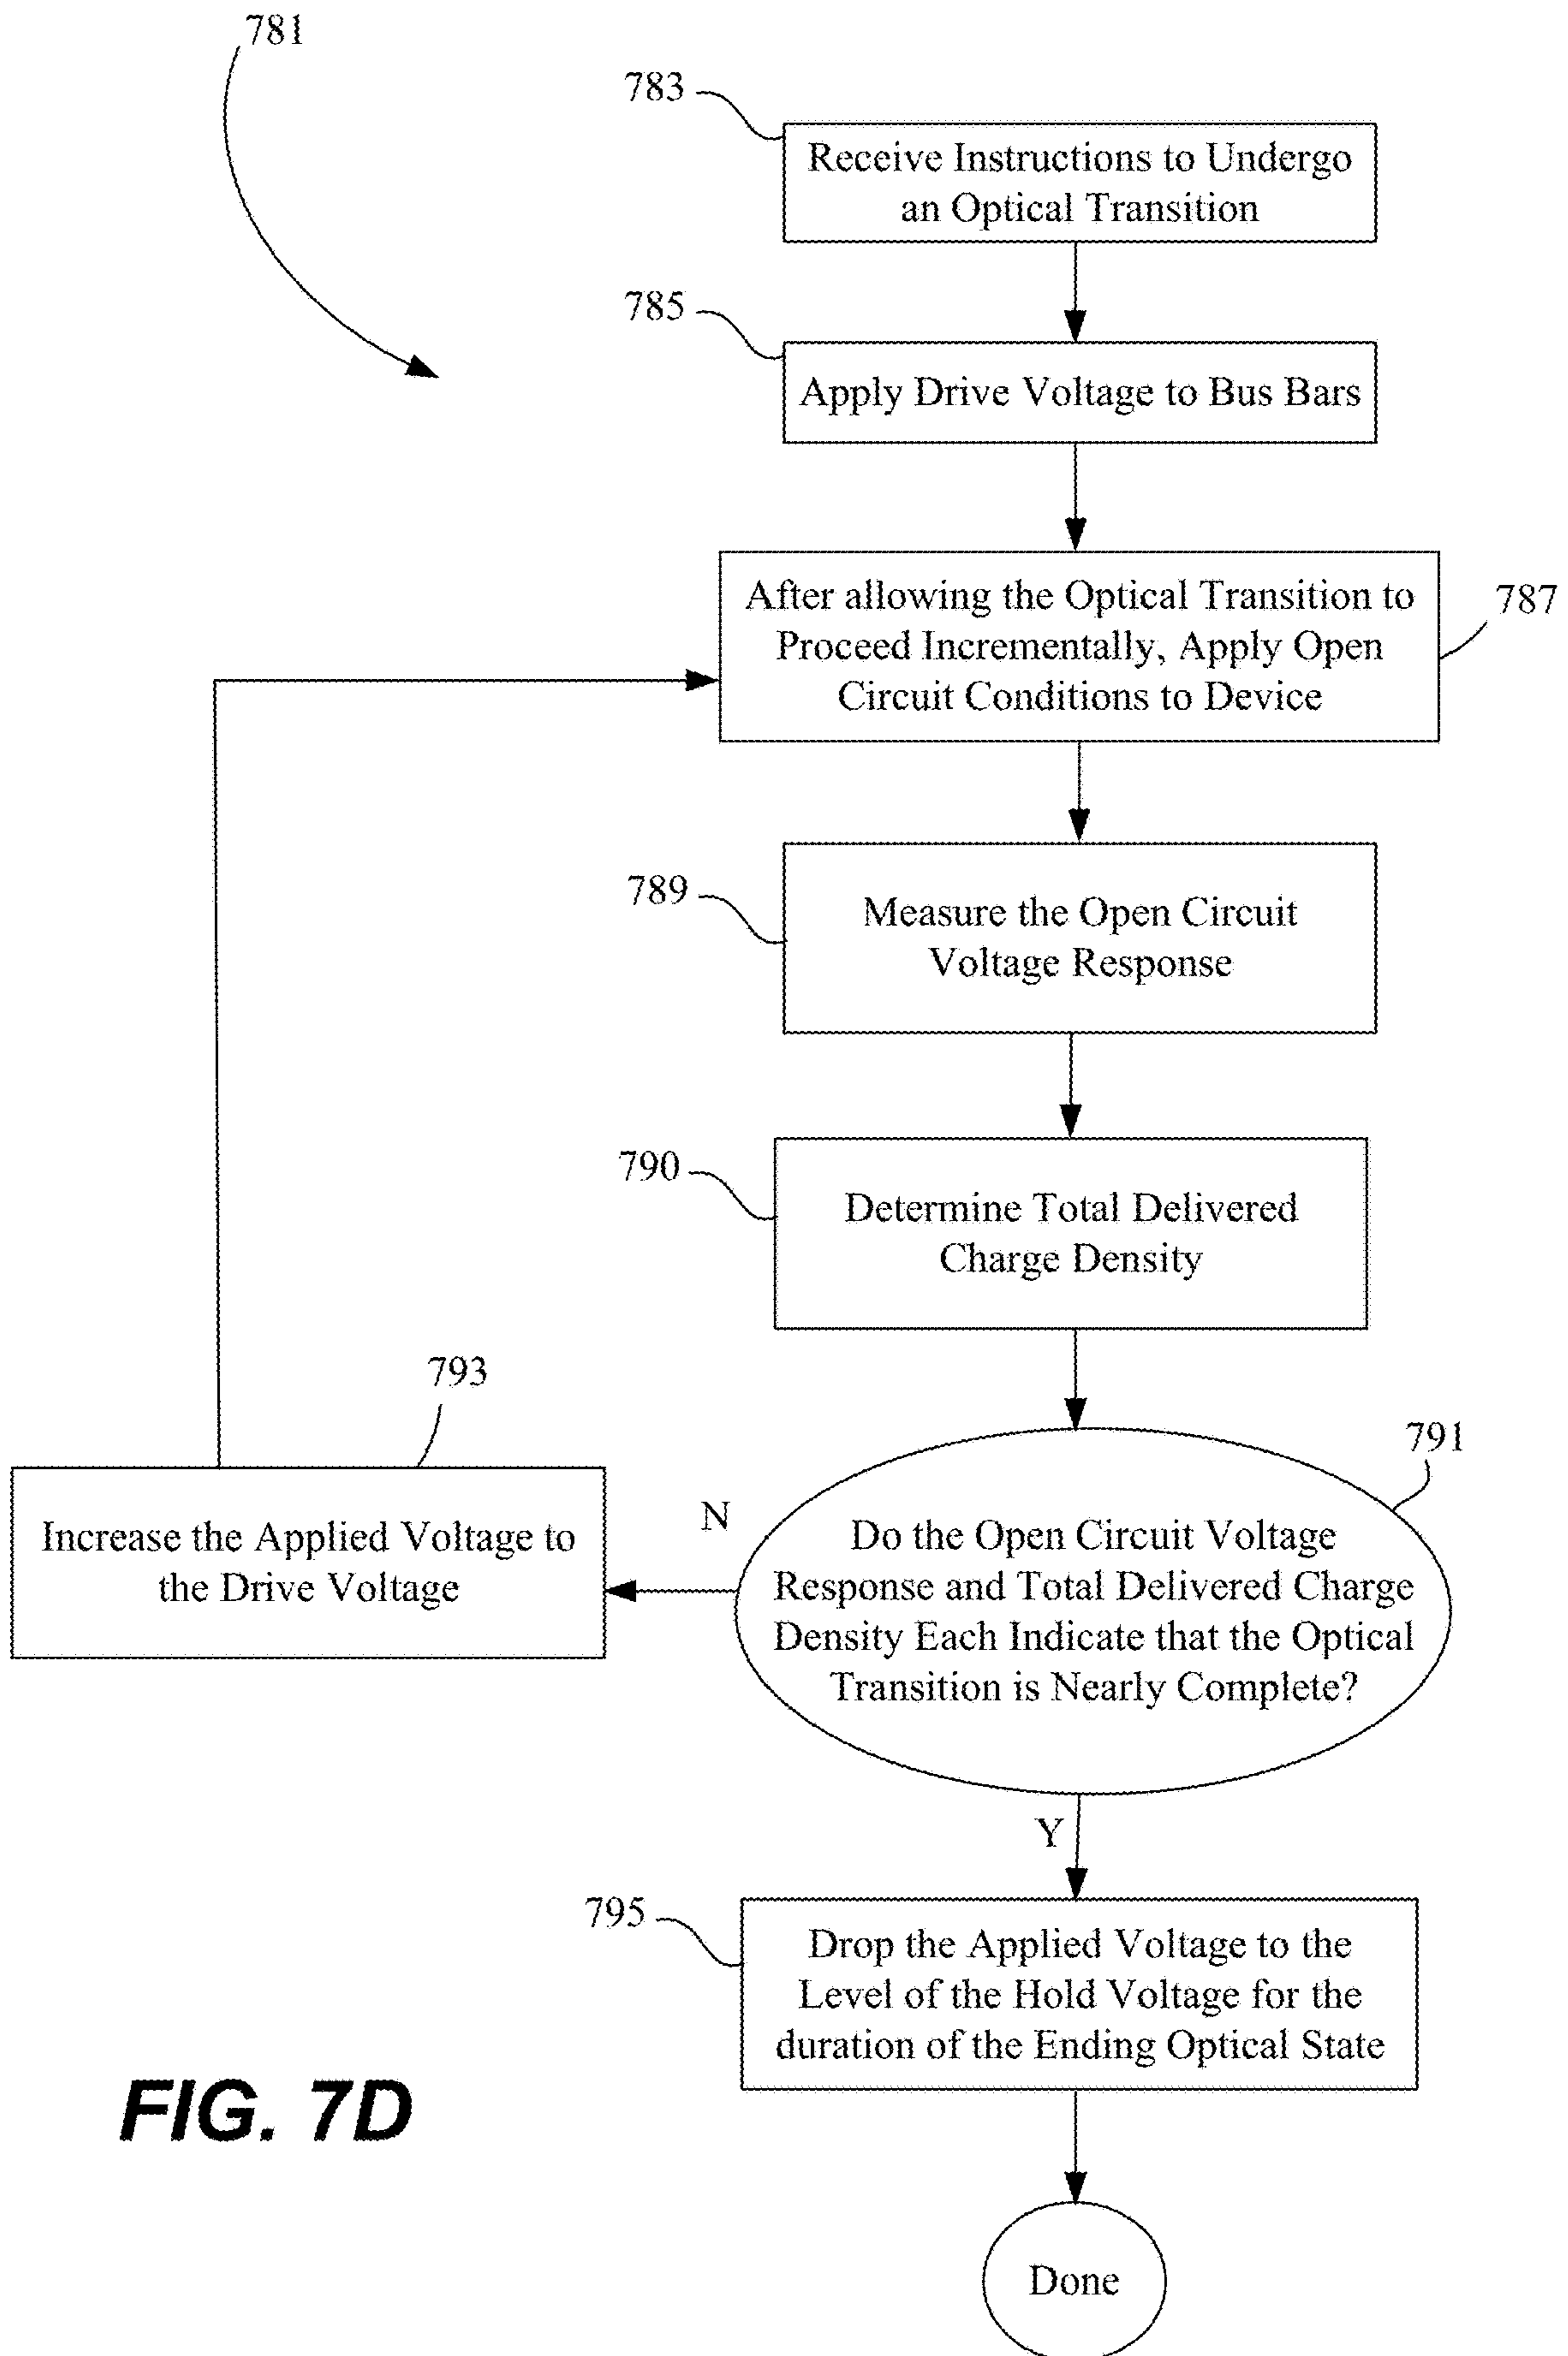 781
783
Receive Instructions to Undergo
an Optical Transition
785
Apply Drive Voltage to Bus Bars
After allowing the Optical Transition to
Proceed Incrementally, Apply Open
Circuit Conditions to Device
787
789
Measure the Open Circuit
Voltage Response
790
Determine Total Delivered
Charge Density
793
Increase the Applied Voltage to
the Drive Voltage
N
791
Do the Open Circuit Voltage
Response and Total Delivered Charge
Density Each Indicate that the Optical
Transition is Nearly Complete?
Y
795
Drop the Applied Voltage to the
Level of the Hold Voltage for the
duration of the Ending Optical State
FIG. 7D
Done